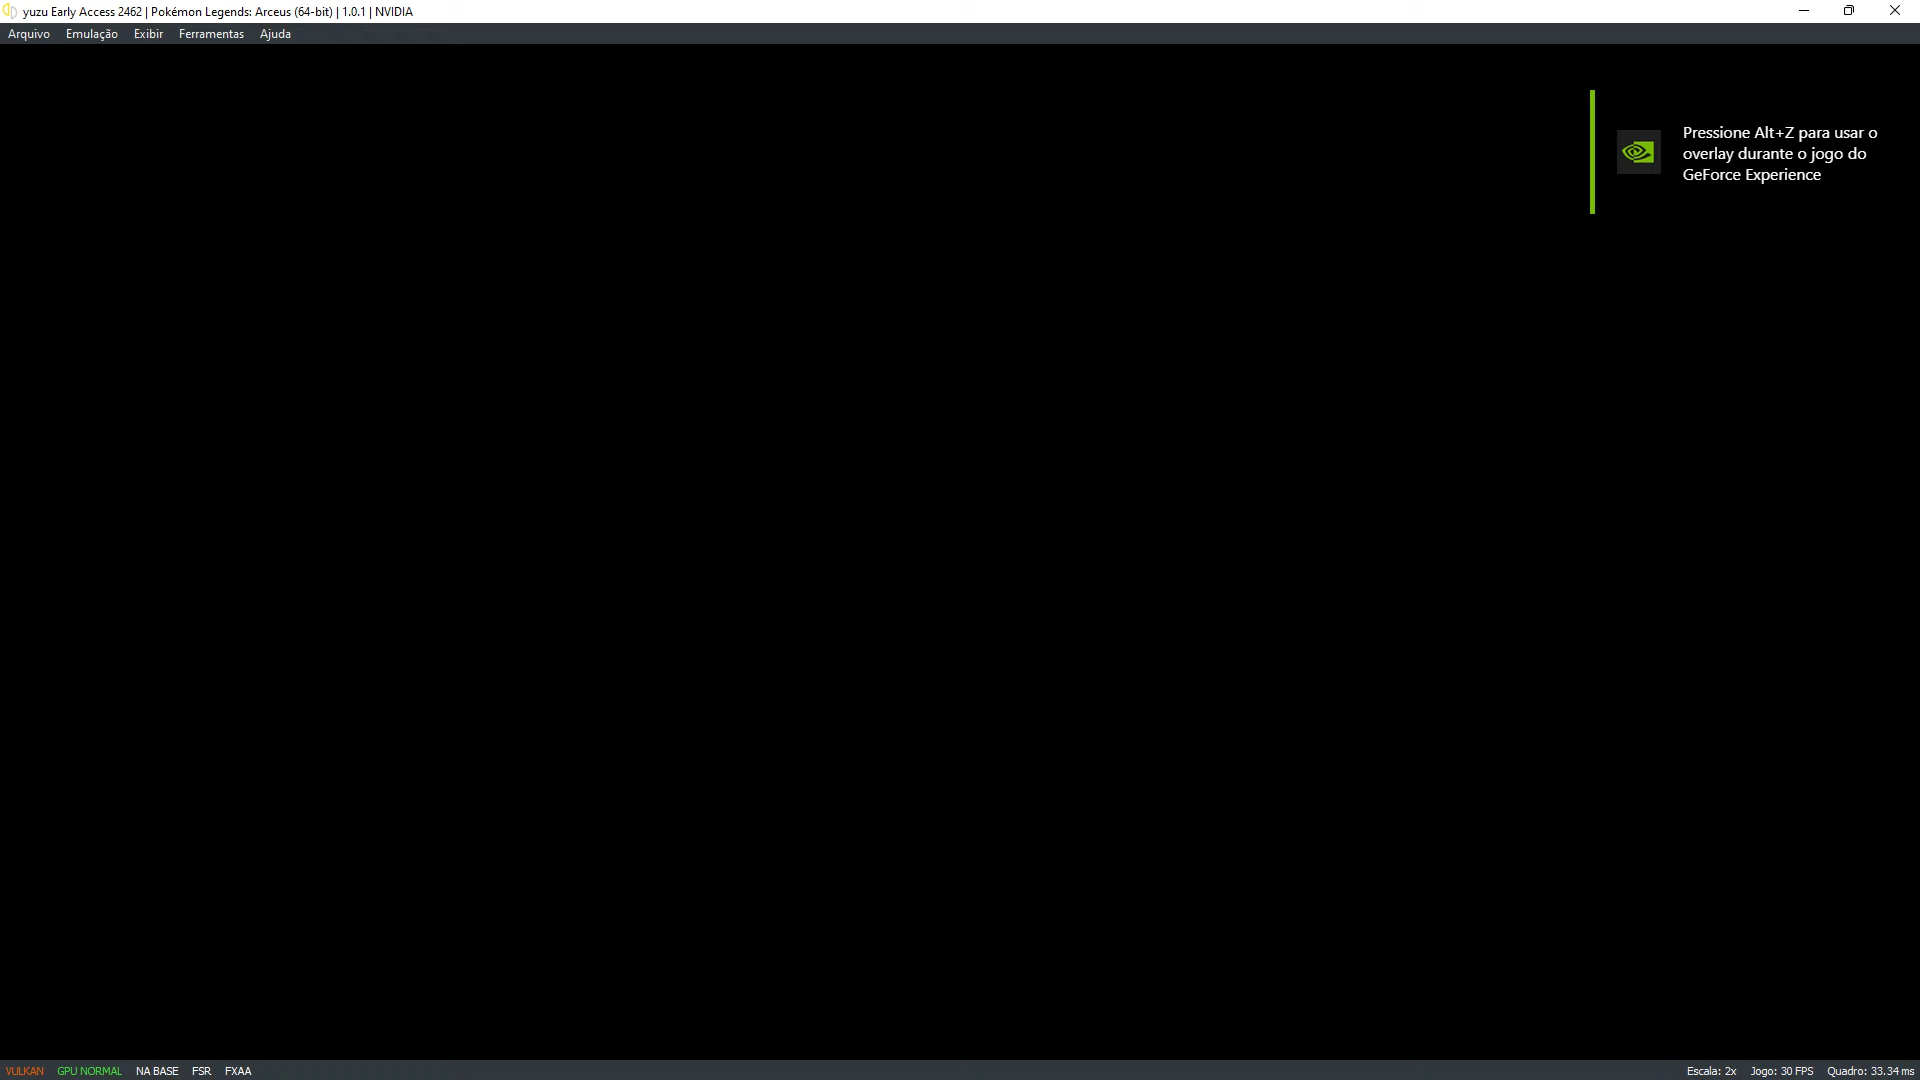 yuzu Early Access 2462 | Pokémon Legends: Arceus (64-bit) | 1.0.1 | NVIDIA
Arquivo Emulação Exibir Ferramentas Ajuda
Pressione Alt+Z para usar o
overlay durante o jogo do
GeForce Experience
VULKAN GPU NORMAL NA BASE FSR FXAA Escala: 2x Jogo: 30 FPS Quadro: 33.34 ms